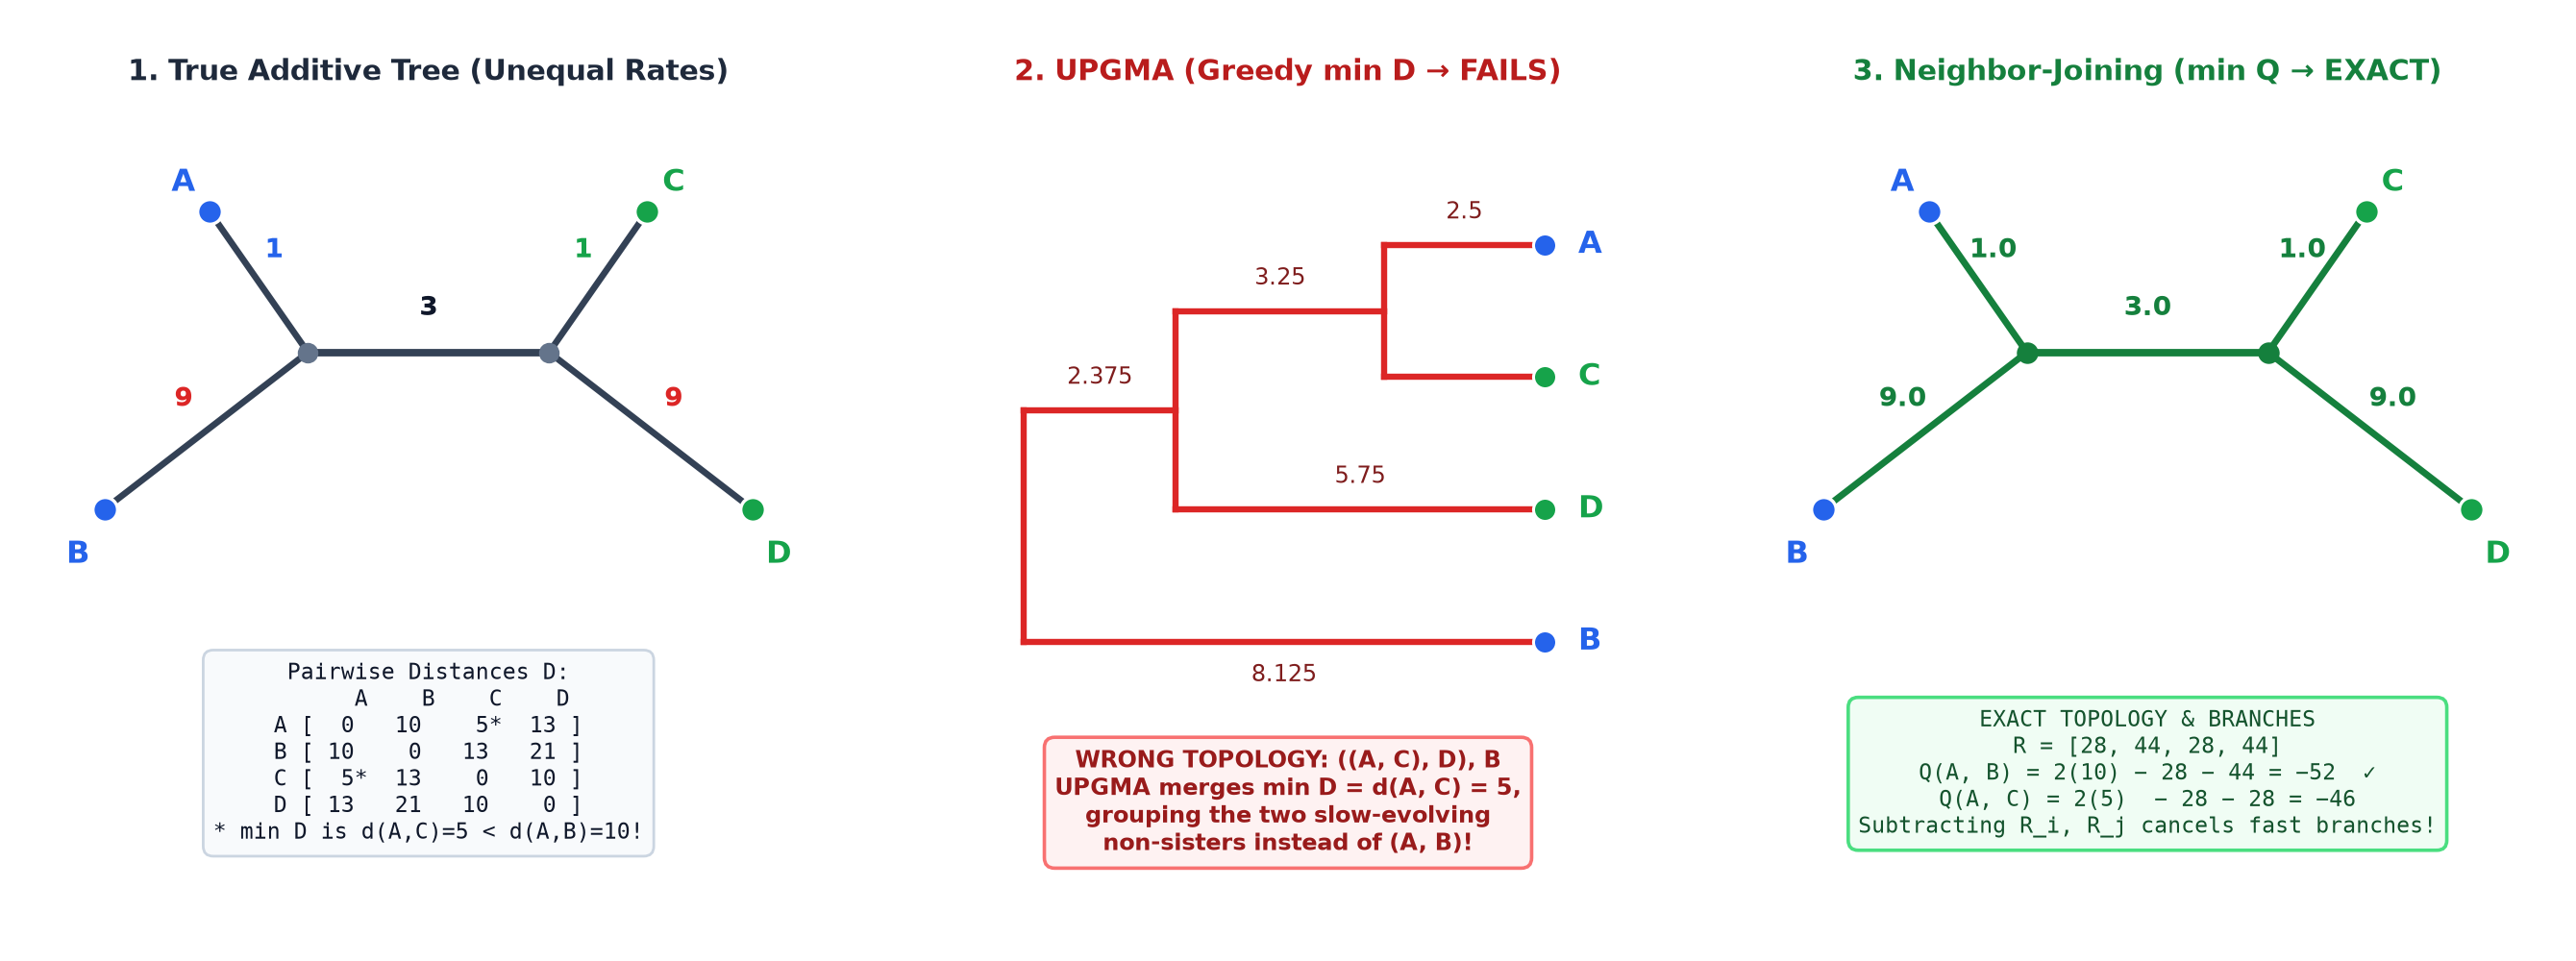 1. True Additive Tree (Unequal Rates)
A
C
1
1
3
9
9
B
D
Pairwise Distances D:
A B C D
A [ 0 10 5* 13 ]
B [ 10 0 13 21 ]
C [ 5* 13 0 10 ]
D [ 13 21 10 0 ]
* min D is d(A,C)=5 < d(A,B)=10!
2. UPGMA (Greedy min D → FAILS)
2.5
A
3.25
C
2.375
5.75
D
B
8.125
WRONG TOPOLOGY: ((A, C), D), B
UPGMA merges min D = d(A, C) = 5,
grouping the two slow-evolving
non-sisters instead of (A, B)!
3. Neighbor-Joining (min Q → EXACT)
A
C
1.0
1.0
3.0
9.0
9.0
B
D
EXACT TOPOLOGY & BRANCHES
R = [28, 44, 28, 44]
Q(A, B) = 2(10) − 28 − 44 = −52 ✓
Q(A, C) = 2(5) − 28 − 28 = −46
Subtracting R_i, R_j cancels fast branches!